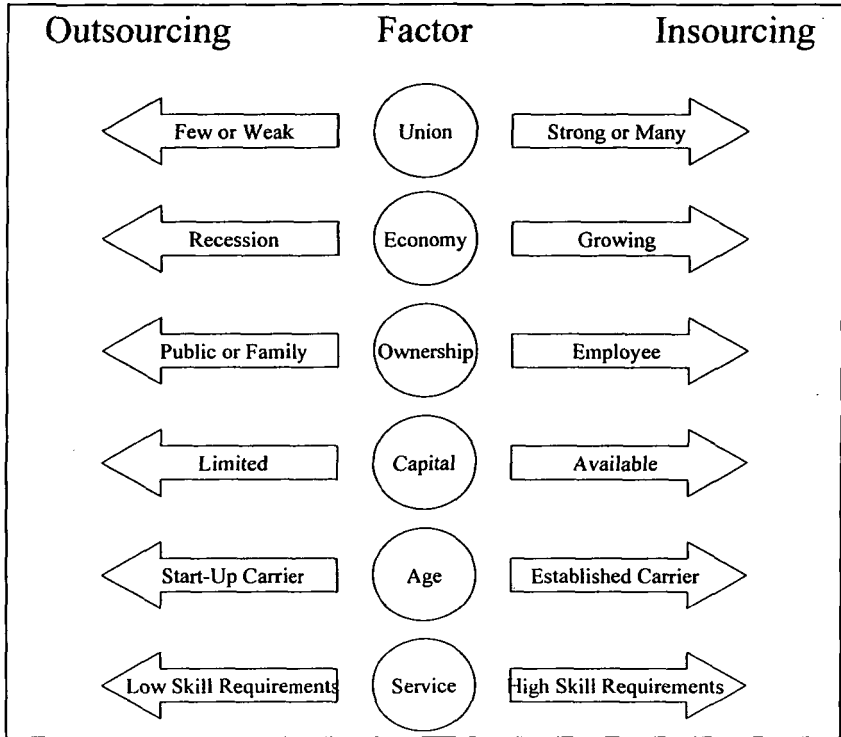 Outsourcing Factor Insourcing
Few or Weak Union Strong or Many
Recession Economy Growing
Public or Family Ownership Employee
Limited Capital Available
Start-Up Carrier Age Established Carrier
Low Skill Requirements Service High Skill Requirements